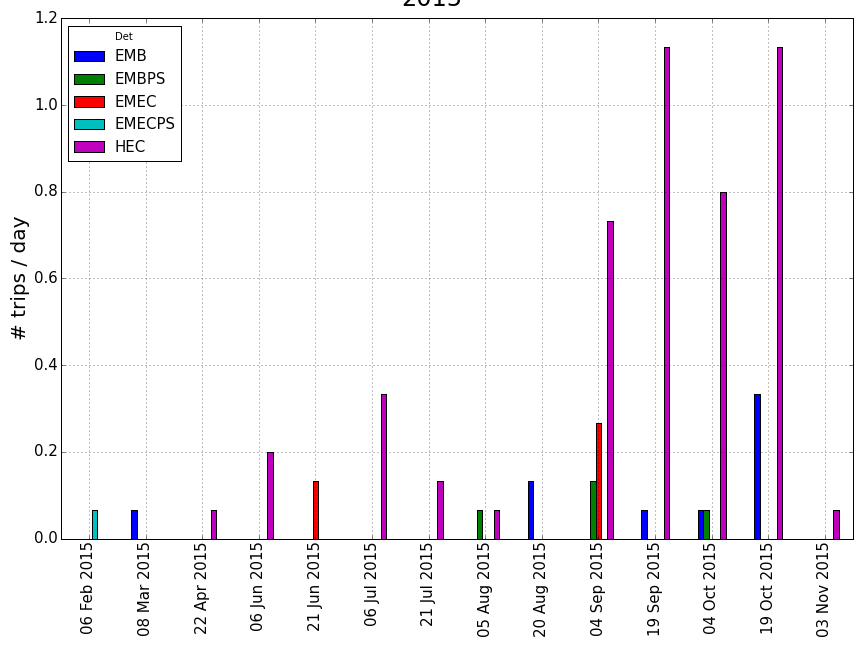 2015
1.2
1.0
0.8
0.6
0.4
0.2
0.0
# trips / day
Det
EMB
EMBPS
EMEC
EMECPS
HEC
06 Feb 2015
08 Mar 2015
22 Apr 2015
06 Jun 2015
21 Jun 2015
06 Jul 2015
21 Jul 2015
05 Aug 2015
20 Aug 2015
04 Sep 2015
19 Sep 2015
04 Oct 2015
19 Oct 2015
03 Nov 2015